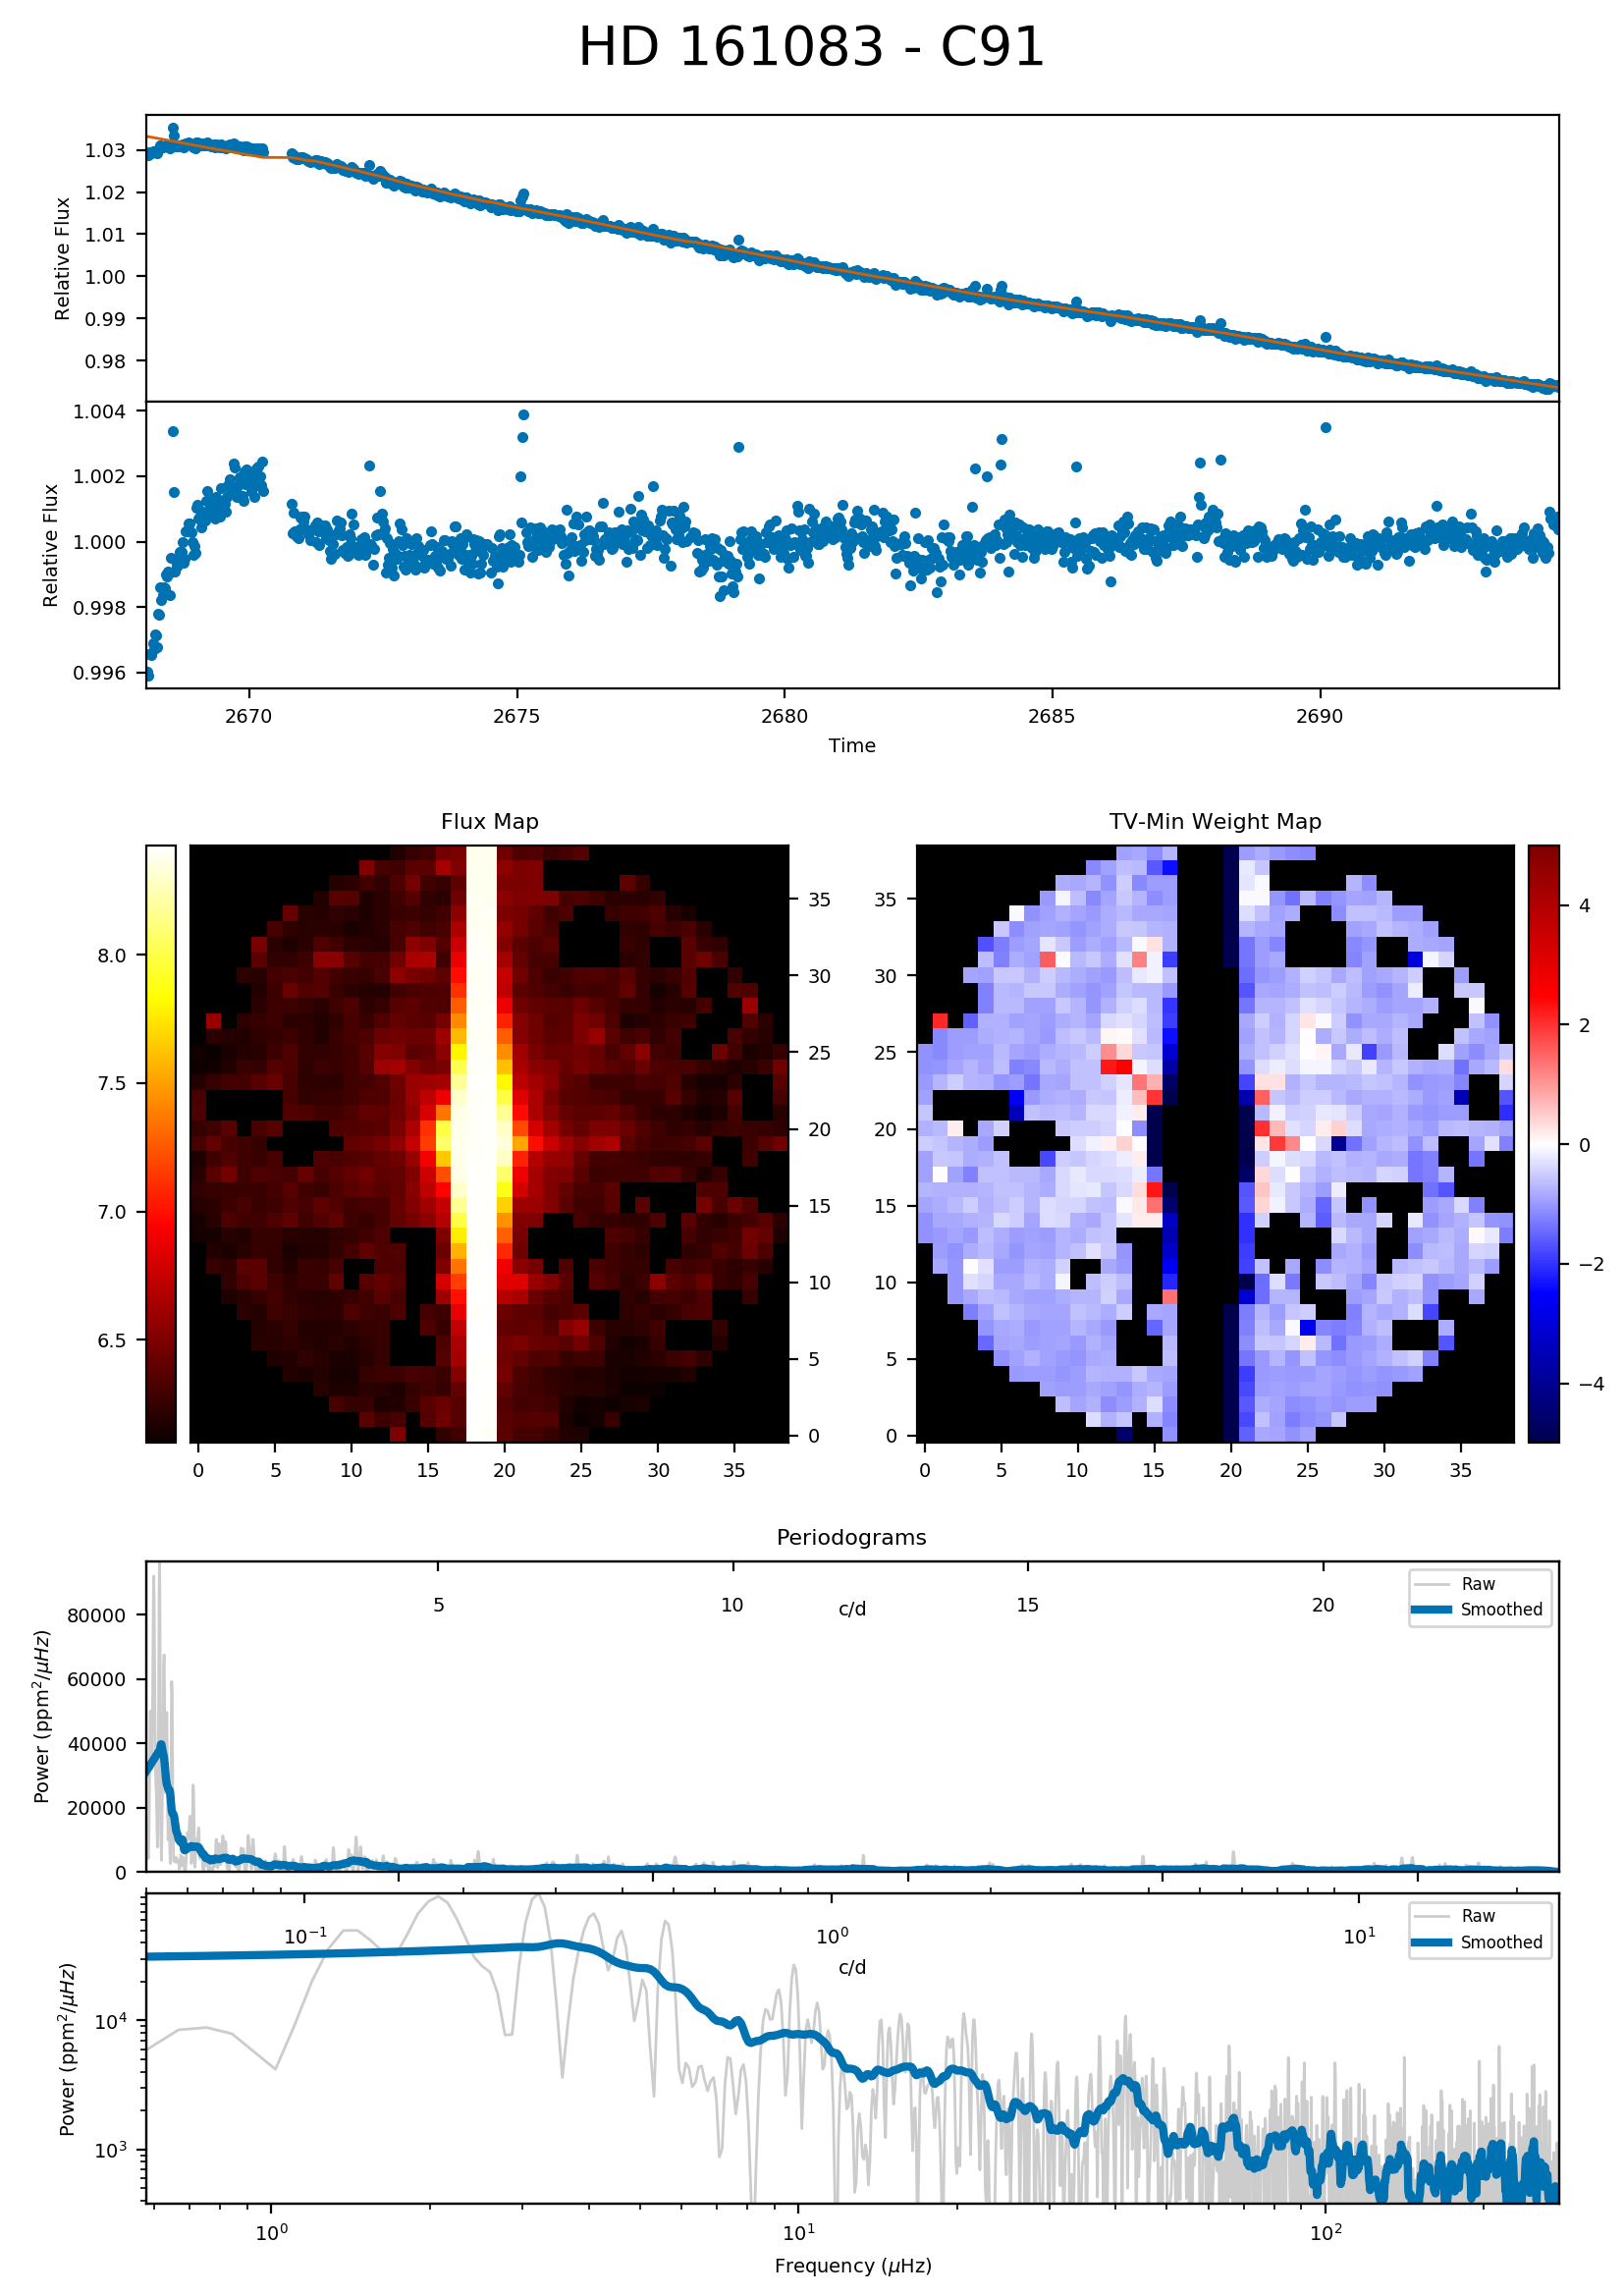 HD 161083 - C91
1.03
1.02
1.01
1.00
0.99
0.98
Relative Flux
1.004
1.002
1.000
0.998
0.996
Relative Flux
2670 2675 2680 2685 2690
Time
Flux Map
TV-Min Weight Map
8.0
7.5
7.0
6.5
35
30
25
20
15
10
5
0
0 5 10 15 20 25 30 35
35
30
25
20
15
10
5
0
0 5 10 15 20 25 30 35
4
2
0
−2
−4
Periodograms
5 10 15 20
c/d
Raw
Smoothed
80000
60000
40000
20000
0
Power (ppm²/μHz)
10⁻¹ 10⁰ 10¹
c/d
Raw
Smoothed
10⁴
10³
Power (ppm²/μHz)
10⁰ 10¹ 10²
Frequency (μHz)